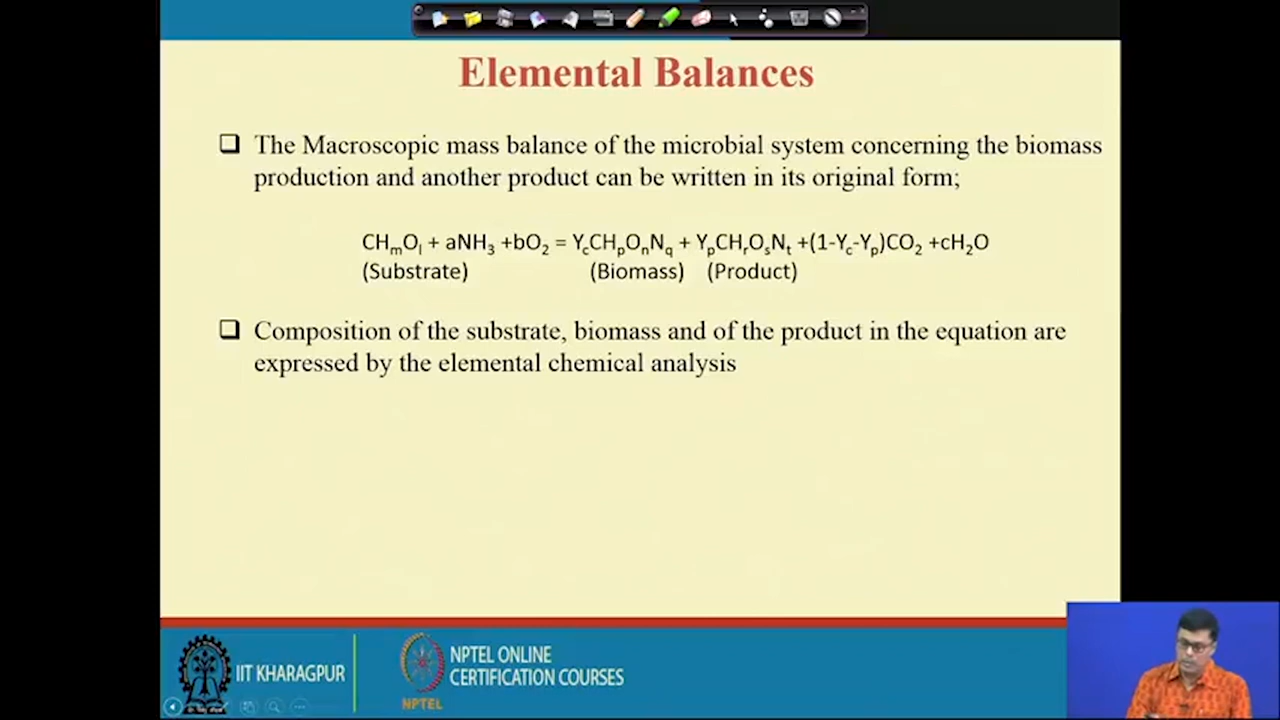 Elemental Balances
❑ The Macroscopic mass balance of the microbial system concerning the biomass
production and another product can be written in its original form;
CHₘOₗ + aNH₃ +bO₂ = Y꜀CHₚOₙN_q + YₚCHᵣOₛNₜ +(1-Y꜀-Yₚ)CO₂ +cH₂O
(Substrate) (Biomass) (Product)
❑ Composition of the substrate, biomass and of the product in the equation are
expressed by the elemental chemical analysis
IIT KHARAGPUR
NPTEL ONLINE
CERTIFICATION COURSES
NPTEL